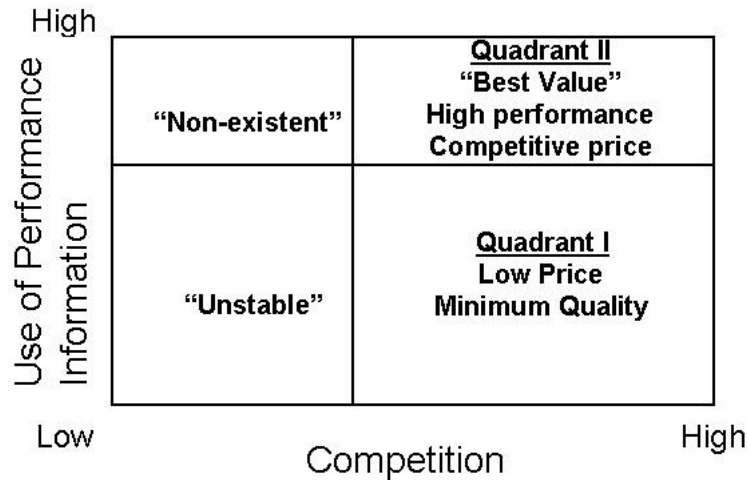 High
Use of Performance
Information
“Non-existent”
Quadrant II
“Best Value”
High performance
Competitive price
“Unstable”
Quadrant I
Low Price
Minimum Quality
Low
High
Competition